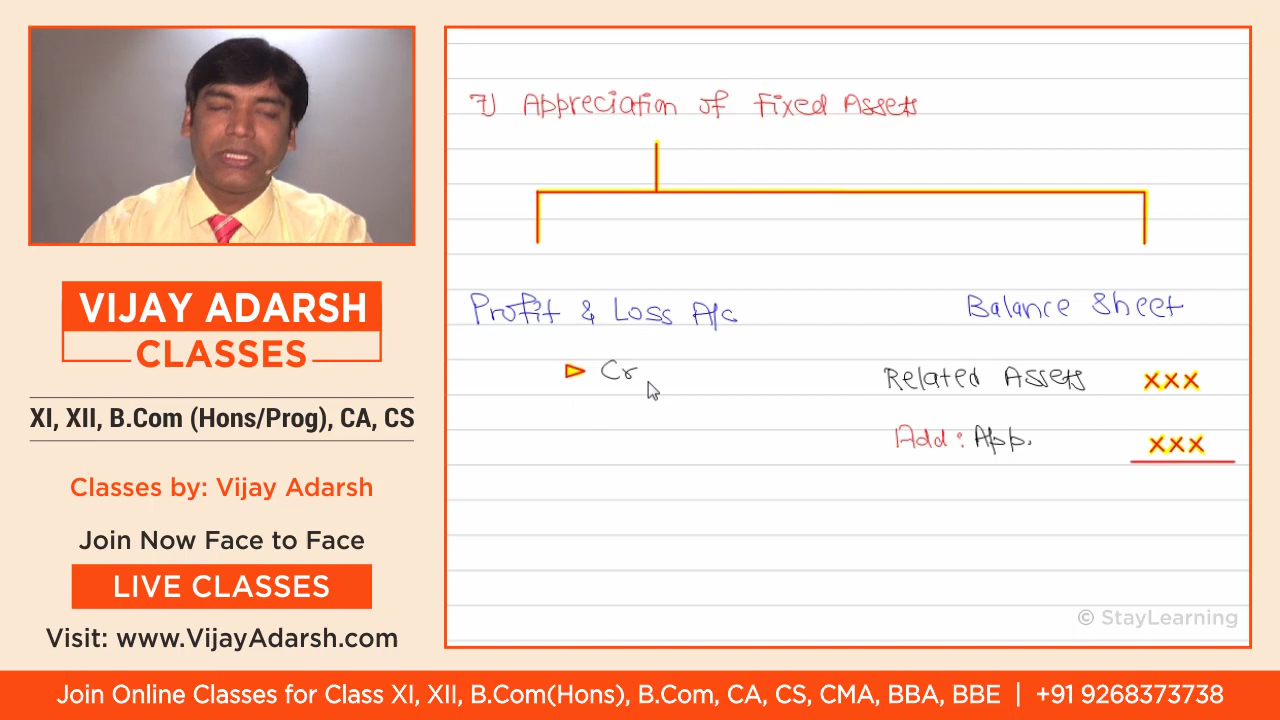 VIJAY ADARSH
CLASSES
XI, XII, B.Com (Hons/Prog), CA, CS
Classes by: Vijay Adarsh
Join Now Face to Face
LIVE CLASSES
Visit: www.VijayAdarsh.com
7) Appreciation of Fixed Assets
Profit & Loss A/c
Balance Sheet
Cr
Related Assets xxx
Add: App. xxx
© StayLearning
Join Online Classes for Class XI, XII, B.Com(Hons), B.Com, CA, CS, CMA, BBA, BBE | +91 9268373738